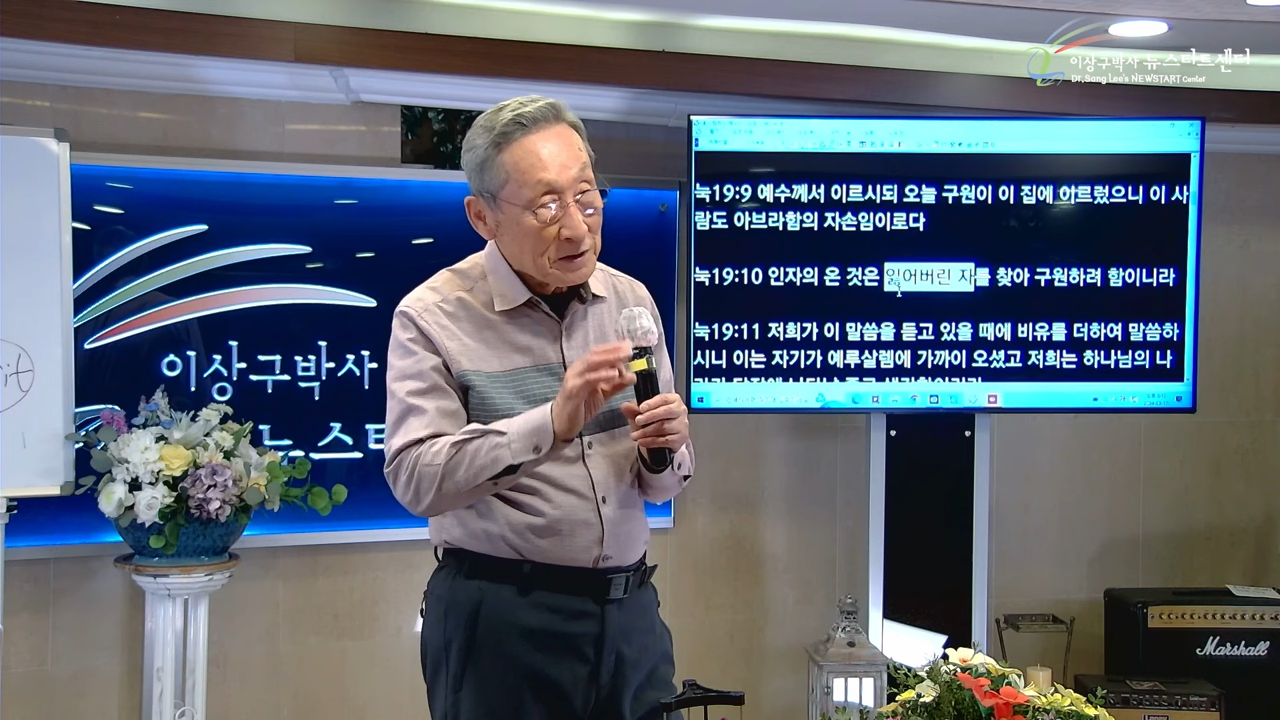 이상구박사 뉴스타트센터
Dr. Sang Lee's NEWSTART Center
눅19:9 예수께서 이르시되 오늘 구원이 이 집에 이르렀으니 이 사
람도 아브라함의 자손임이로다
눅19:10 인자의 온 것은 잃어버린 자를 찾아 구원하려 함이니라
눅19:11 저희가 이 말씀을 듣고 있을 때에 비유를 더하여 말씀하
시니 이는 자기가 예루살렘에 가까이 오셨고 저희는 하나님의 나
이상구박사
뉴스타
Marshall
Laney